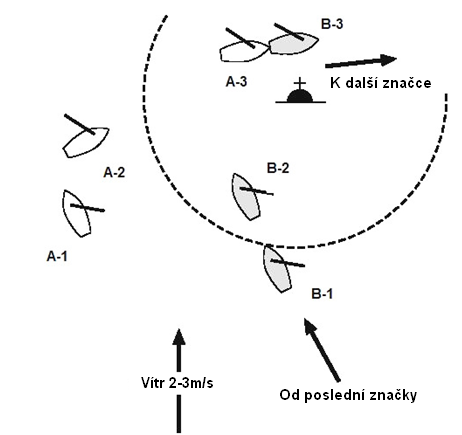 B-3
A-3
K další značce
A-2
B-2
A-1
B-1
Vítr 2-3m/s
Od poslední značky